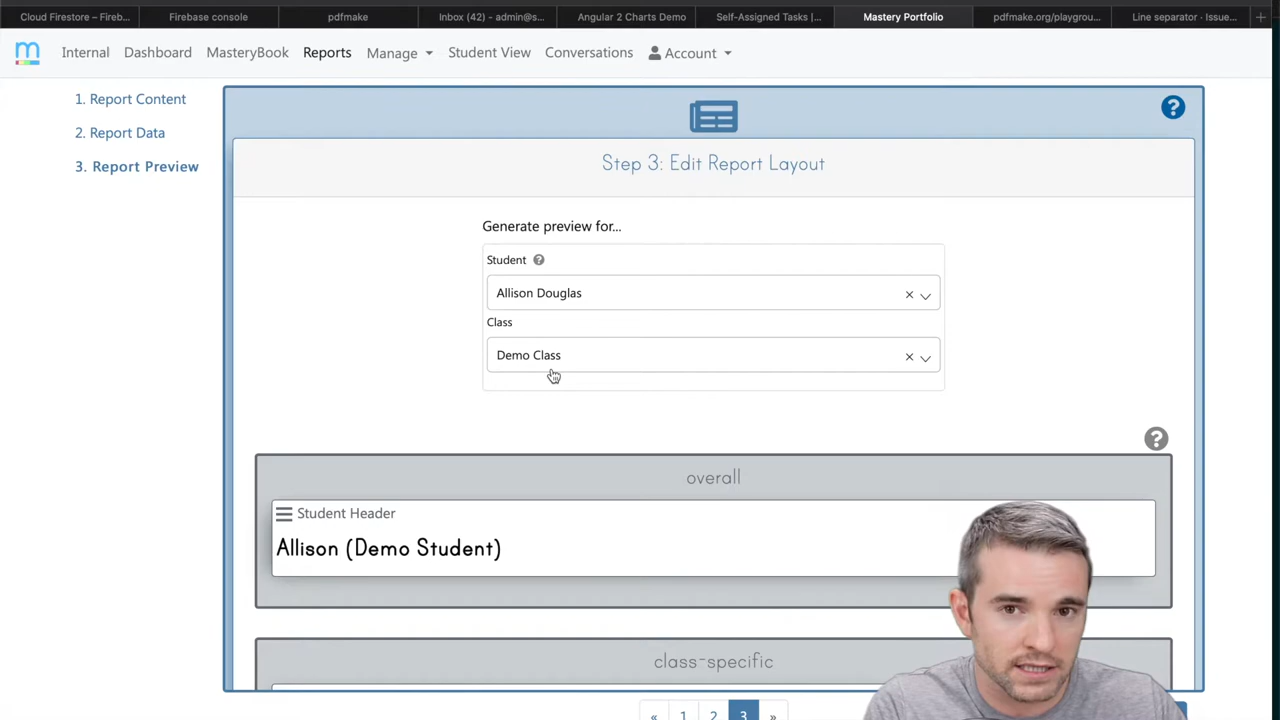 Cloud Firestore – Fireb...
Firebase console
pdfmake
Inbox (42) - admin@s...
Angular 2 Charts Demo
Self-Assigned Tasks |...
Mastery Portfolio
pdfmake.org/playgrou...
Line separator · Issue...
m Internal Dashboard MasteryBook Reports Manage Student View Conversations Account
1. Report Content
2. Report Data
3. Report Preview
?
Step 3: Edit Report Layout
Generate preview for...
Student ?
Allison Douglas
Class
Demo Class
?
overall
Student Header
Allison (Demo Student)
class-specific
« 1 2 3 »